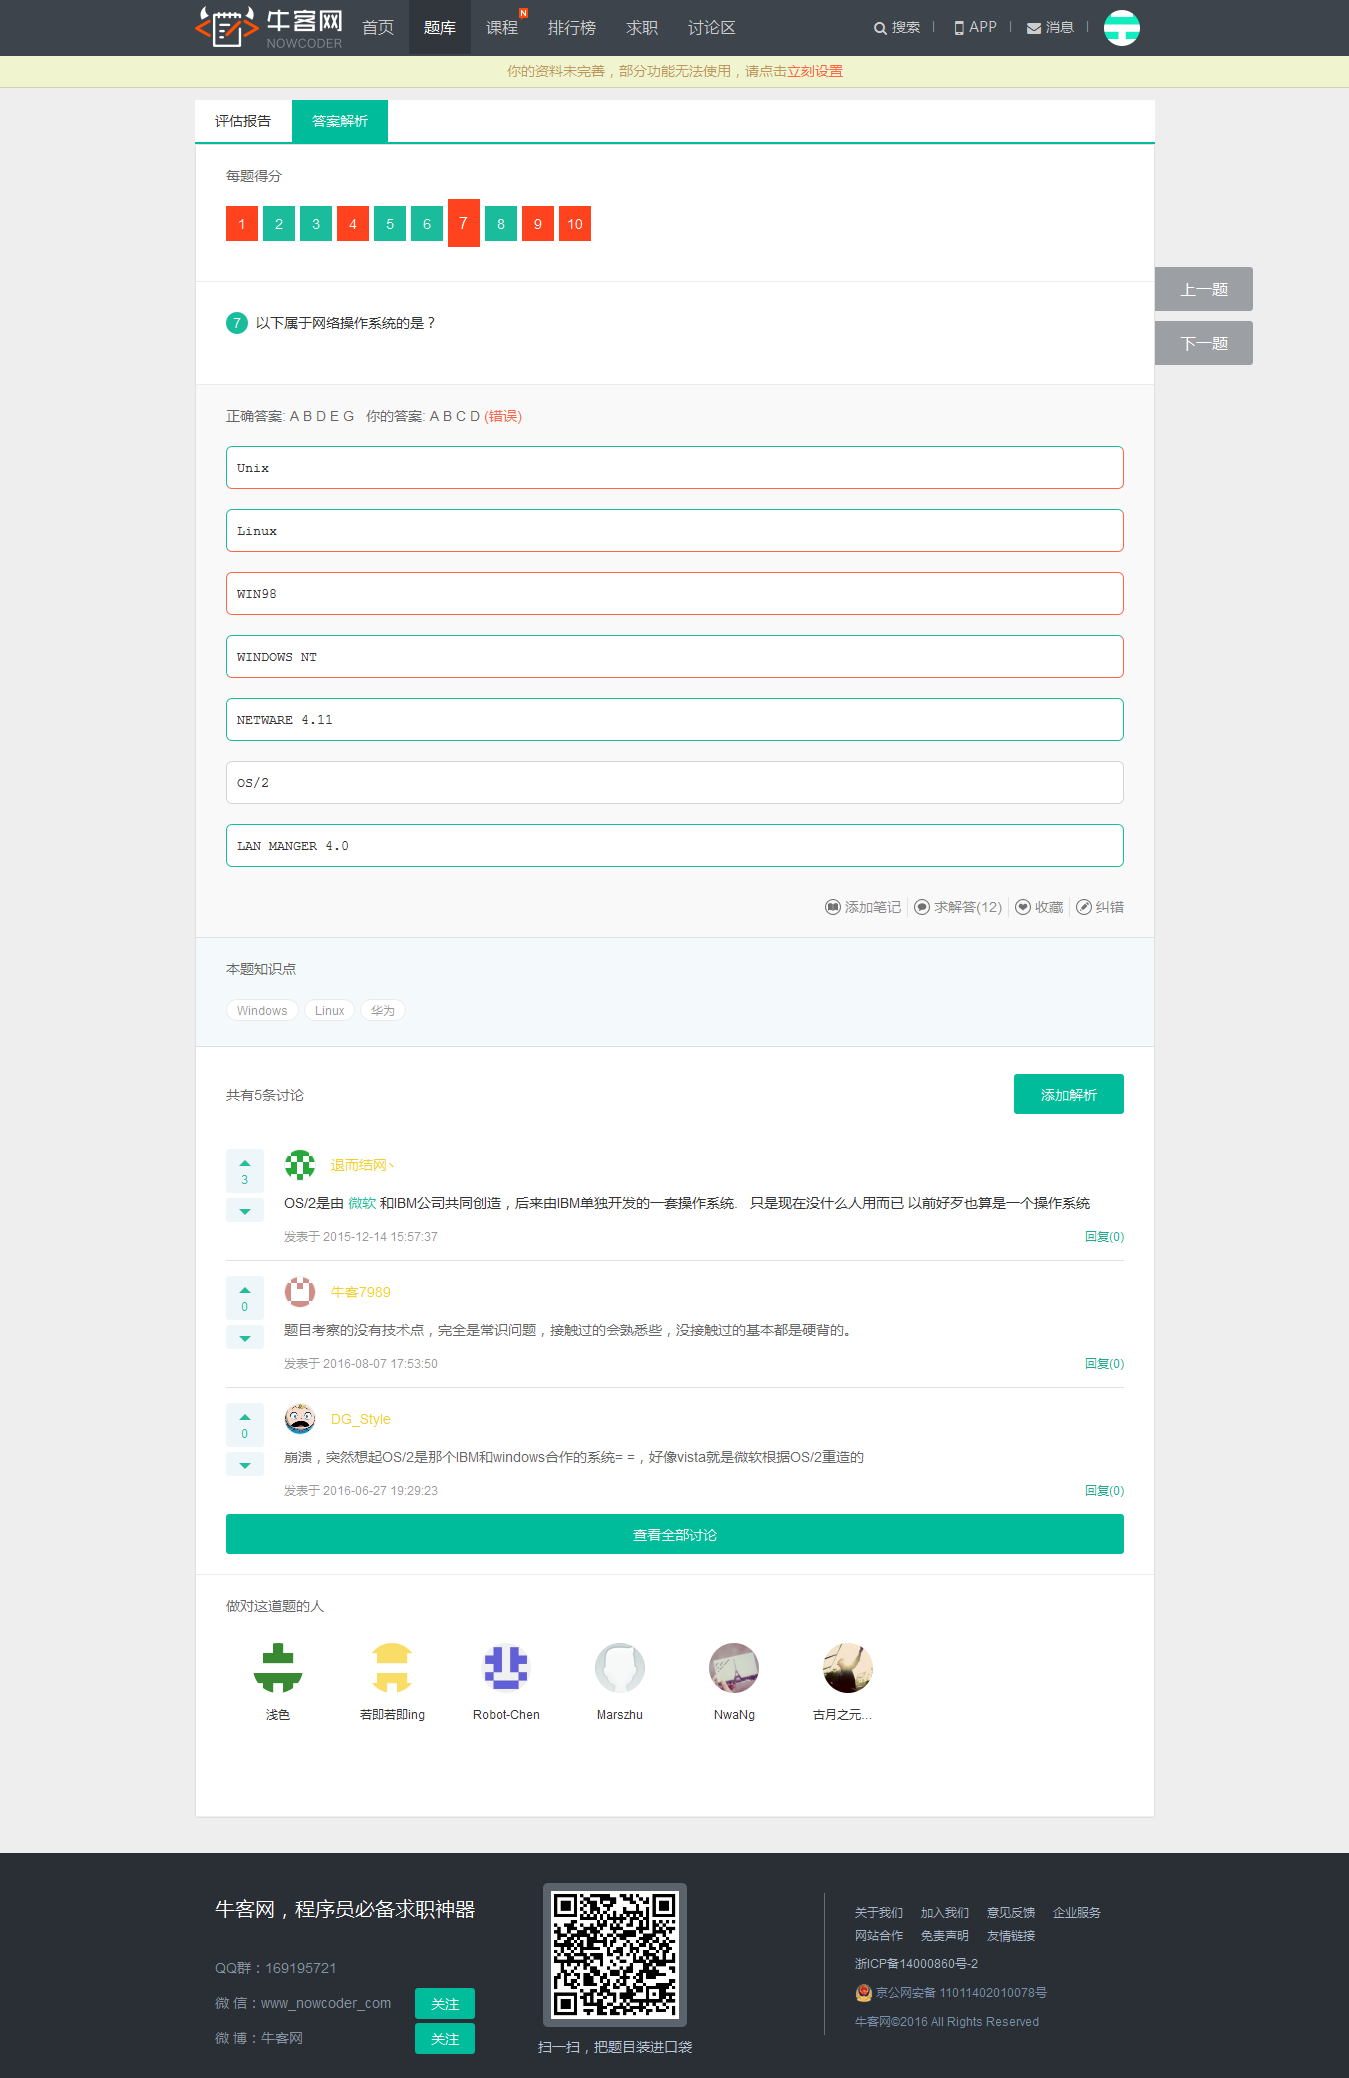 牛客网
NOWCODER
首页 题库 课程 N 排行榜 求职 讨论区 搜索 APP 消息
你的资料未完善，部分功能无法使用，请点击立刻设置
评估报告 答案解析
每题得分
1 2 3 4 5 6 7 8 9 10
上一题
7 以下属于网络操作系统的是？
下一题
正确答案: A B D E G 你的答案: A B C D (错误)
Unix
Linux
WIN98
WINDOWS NT
NETWARE 4.11
OS/2
LAN MANGER 4.0
添加笔记 求解答(12) 收藏 纠错
本题知识点
Windows Linux 华为
共有5条讨论 添加解析
退而结网丶
3
OS/2是由 微软 和IBM公司共同创造，后来由IBM单独开发的一套操作系统. 只是现在没什么人用而已 以前好歹也算是一个操作系统
发表于 2015-12-14 15:57:37 回复(0)
牛客7989
0
题目考察的没有技术点，完全是常识问题，接触过的会熟悉些，没接触过的基本都是硬背的。
发表于 2016-08-07 17:53:50 回复(0)
DG_Style
0
崩溃，突然想起OS/2是那个IBM和windows合作的系统= =，好像vista就是微软根据OS/2重造的
发表于 2016-06-27 19:29:23 回复(0)
查看全部讨论
做对这道题的人
浅色 若即若即ing Robot-Chen Marszhu NwaNg 古月之元...
牛客网，程序员必备求职神器
QQ群：169195721
微 信：www_nowcoder_com 关注
微 博：牛客网 关注
扫一扫，把题目装进口袋
关于我们 加入我们 意见反馈 企业服务
网站合作 免责声明 友情链接
浙ICP备14000860号-2
京公网安备 11011402010078号
牛客网©2016 All Rights Reserved